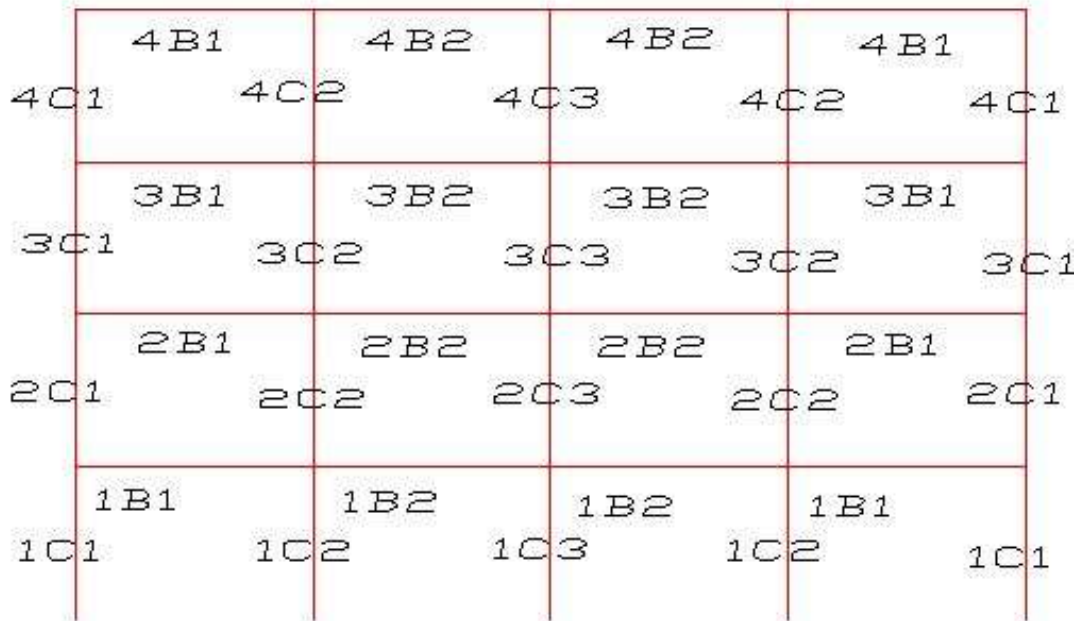 4B1 4B2 4B2 4B1
4C1 4C2 4C3 4C2 4C1
3B1 3B2 3B2 3B1
3C1 3C2 3C3 3C2 3C1
2B1 2B2 2B2 2B1
2C1 2C2 2C3 2C2 2C1
1B1 1B2 1B2 1B1
1C1 1C2 1C3 1C2 1C1